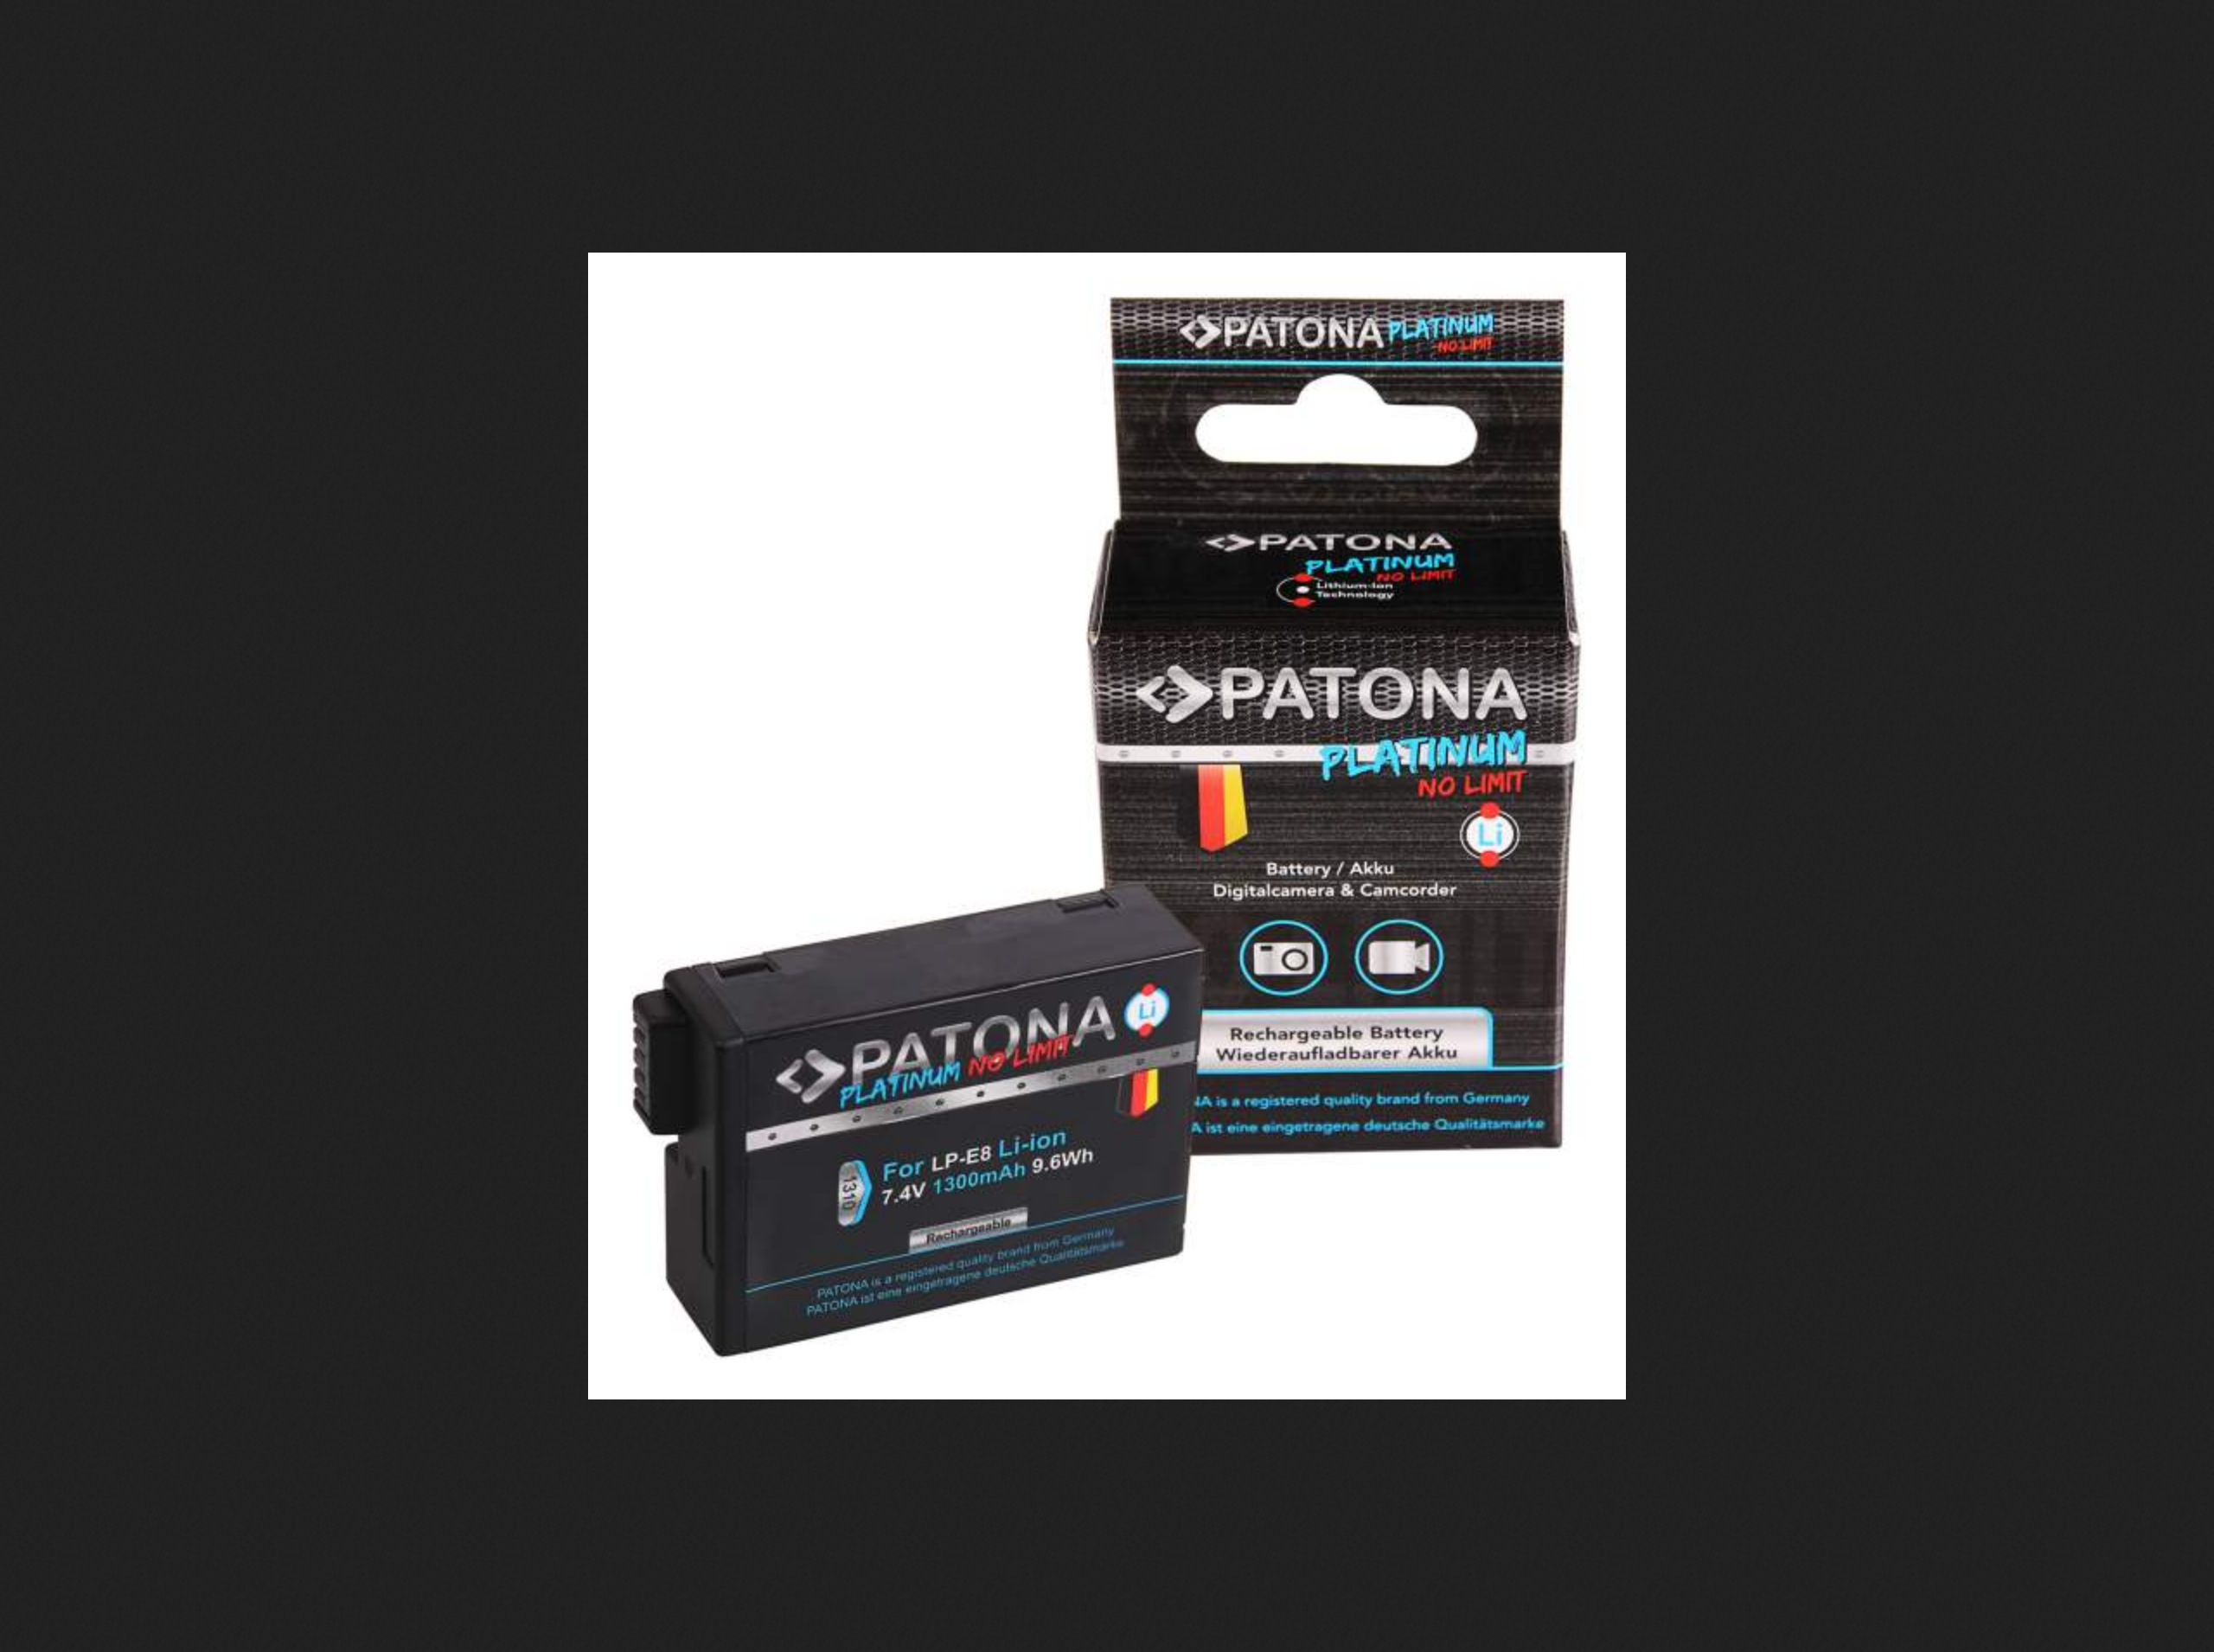 PATONA PLATINUM
NO LIMIT
PATONA
PLATINUM
NO LIMIT
Lithium-Ion
Technology
PATONA
PLATINUM
NO LIMIT
Li
Battery / Akku
Digitalcamera & Camcorder
Rechargeable Battery
Wiederaufladbarer Akku
NA is a registered quality brand from Germany
A ist eine eingetragene deutsche Qualitätsmarke
PATONA
Li
PLATINUM NO LIMIT
1310
For LP-E8 Li-ion
7.4V 1300mAh 9.6Wh
Rechargeable
PATONA is a registered quality brand from Germany
PATONA ist eine eingetragene deutsche Qualitätsmarke